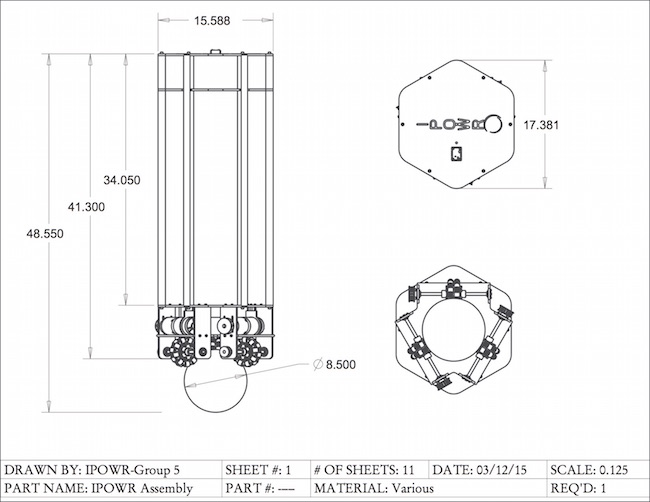 15.588
17.381
34.050
41.300
48.550
I POWR
⌀ 8.500
DRAWN BY: IPOWR-Group 5 SHEET #: 1 # OF SHEETS: 11 DATE: 03/12/15 SCALE: 0.125
PART NAME: IPOWR Assembly PART #: ---- MATERIAL: Various REQ'D: 1